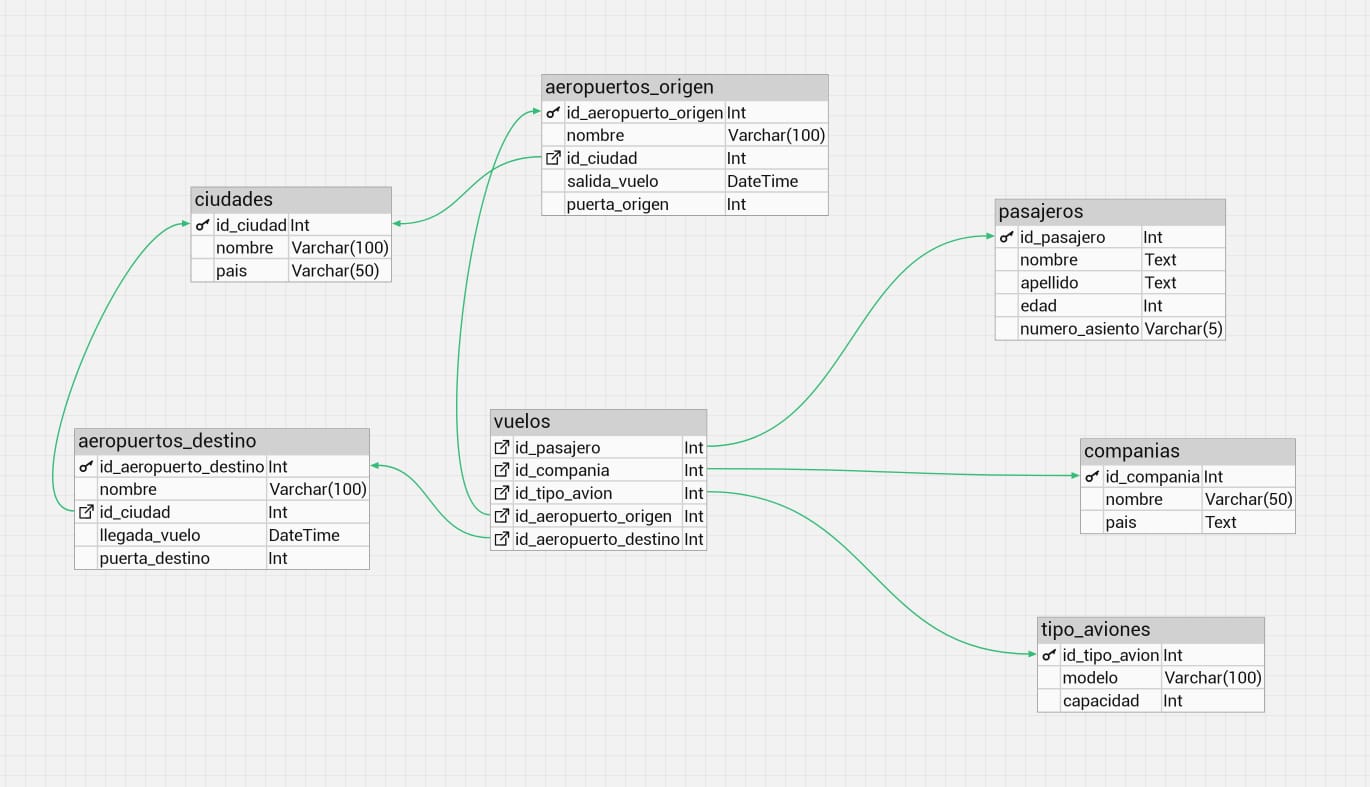 aeropuertos_origen
id_aeropuerto_origen Int
nombre Varchar(100)
id_ciudad Int
salida_vuelo DateTime
puerta_origen Int
ciudades
id_ciudad Int
nombre Varchar(100)
pais Varchar(50)
pasajeros
id_pasajero Int
nombre Text
apellido Text
edad Int
numero_asiento Varchar(5)
aeropuertos_destino
id_aeropuerto_destino Int
nombre Varchar(100)
id_ciudad Int
llegada_vuelo DateTime
puerta_destino Int
vuelos
id_pasajero Int
id_compania Int
id_tipo_avion Int
id_aeropuerto_origen Int
id_aeropuerto_destino Int
companias
id_compania Int
nombre Varchar(50)
pais Text
tipo_aviones
id_tipo_avion Int
modelo Varchar(100)
capacidad Int